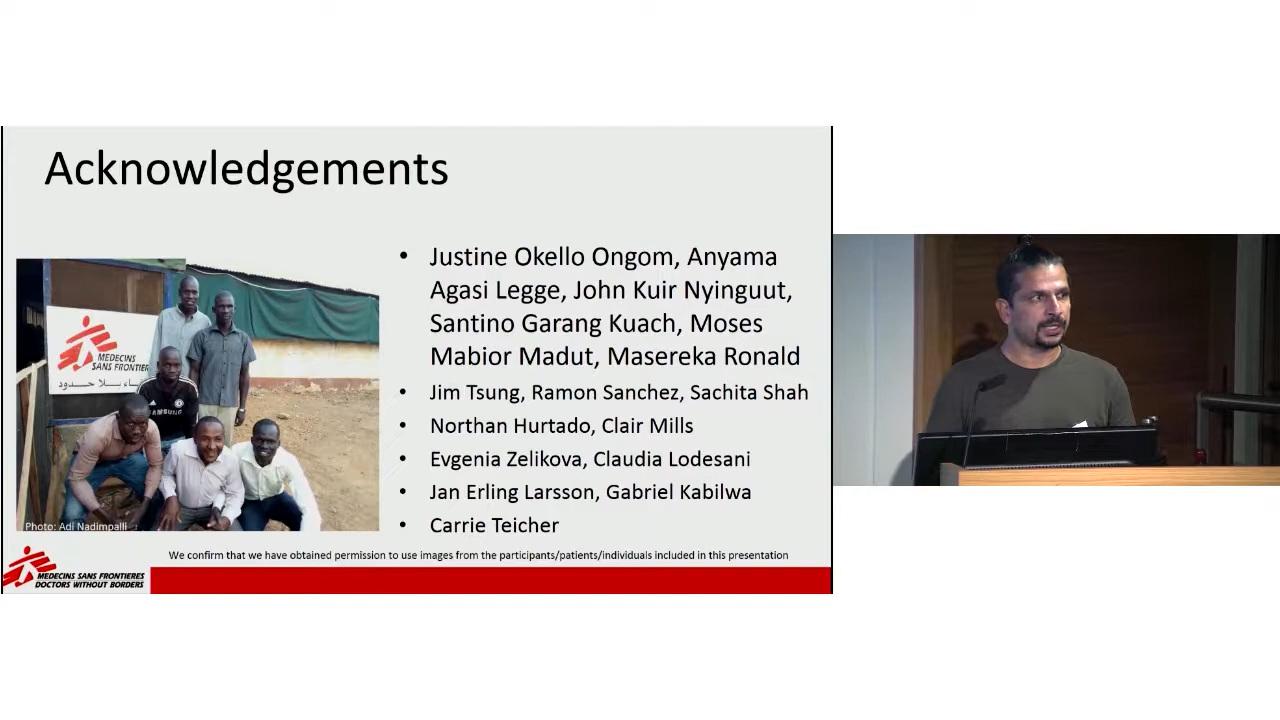 Acknowledgements
• Justine Okello Ongom, Anyama
Agasi Legge, John Kuir Nyinguut,
Santino Garang Kuach, Moses
Mabior Madut, Masereka Ronald
• Jim Tsung, Ramon Sanchez, Sachita Shah
• Northan Hurtado, Clair Mills
• Evgenia Zelikova, Claudia Lodesani
• Jan Erling Larsson, Gabriel Kabilwa
• Carrie Teicher
MEDECINS
SANS FRONTIER
بلا حدود
SAMSUNG
Photo: Adi Nadimpalli
We confirm that we have obtained permission to use images from the participants/patients/individuals included in this presentation
MEDECINS SANS FRONTIERES
DOCTORS WITHOUT BORDERS